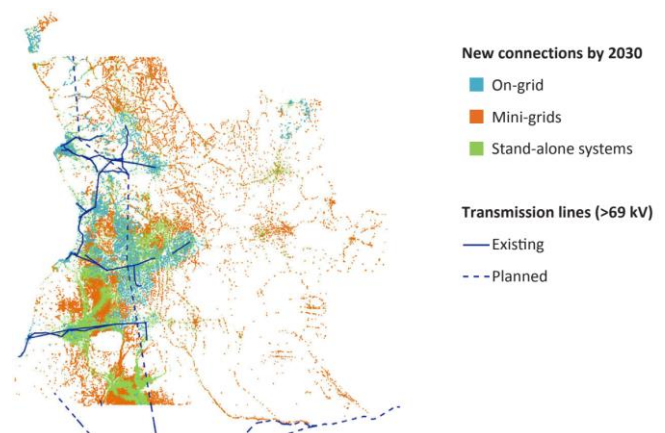 New connections by 2030
On-grid
Mini-grids
Stand-alone systems
Transmission lines (>69 kV)
Existing
Planned